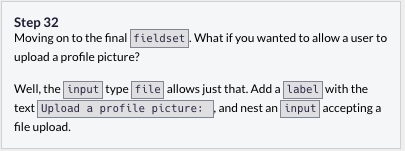 Step 32
Moving on to the final fieldset. What if you wanted to allow a user to
upload a profile picture?
Well, the input type file allows just that. Add a label with the
text Upload a profile picture: , and nest an input accepting a
file upload.